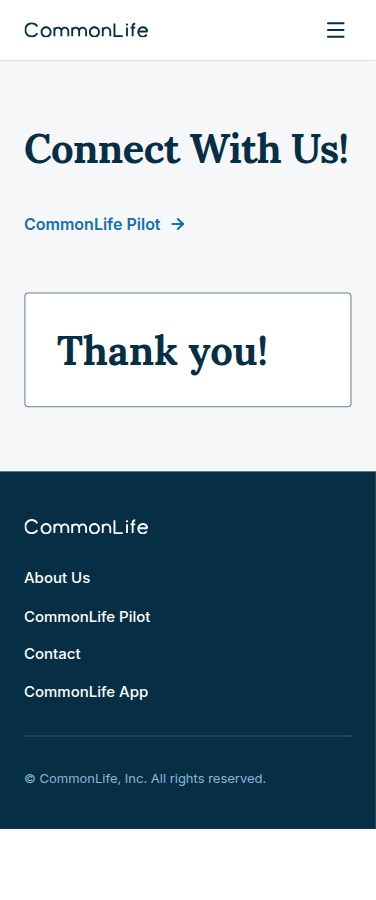 CommonLife
Connect With Us!
CommonLife Pilot
Thank you!
CommonLife
About Us
CommonLife Pilot
Contact
CommonLife App
© CommonLife, Inc. All rights reserved.